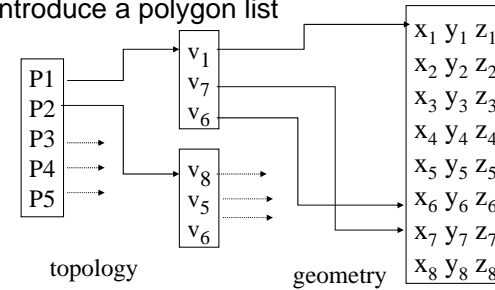 ntroduce a polygon list
P1
P2
P3
P4
P5
v1
v7
v6
v8
v5
v6
x1 y1 z1
x2 y2 z2
x3 y3 z3
x4 y4 z4
x5 y5 z5
x6 y6 z6
x7 y7 z7
x8 y8 z8
topology
geometry